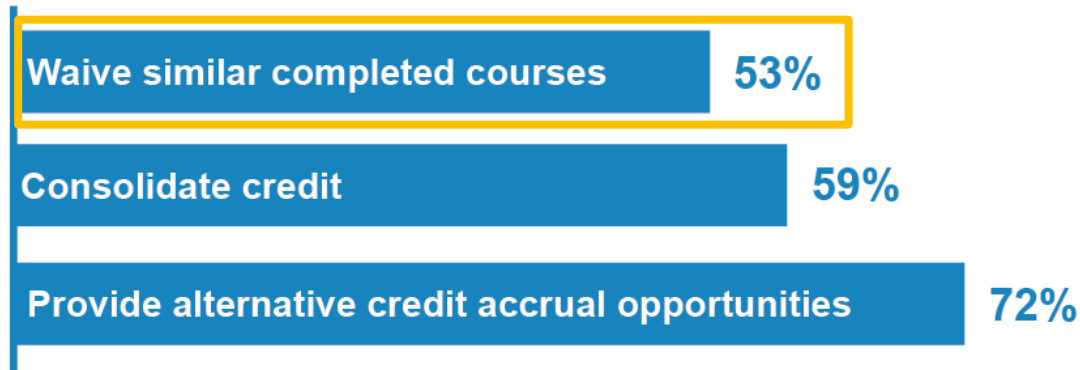 Waive similar completed courses 53%
Consolidate credit 59%
Provide alternative credit accrual opportunities 72%